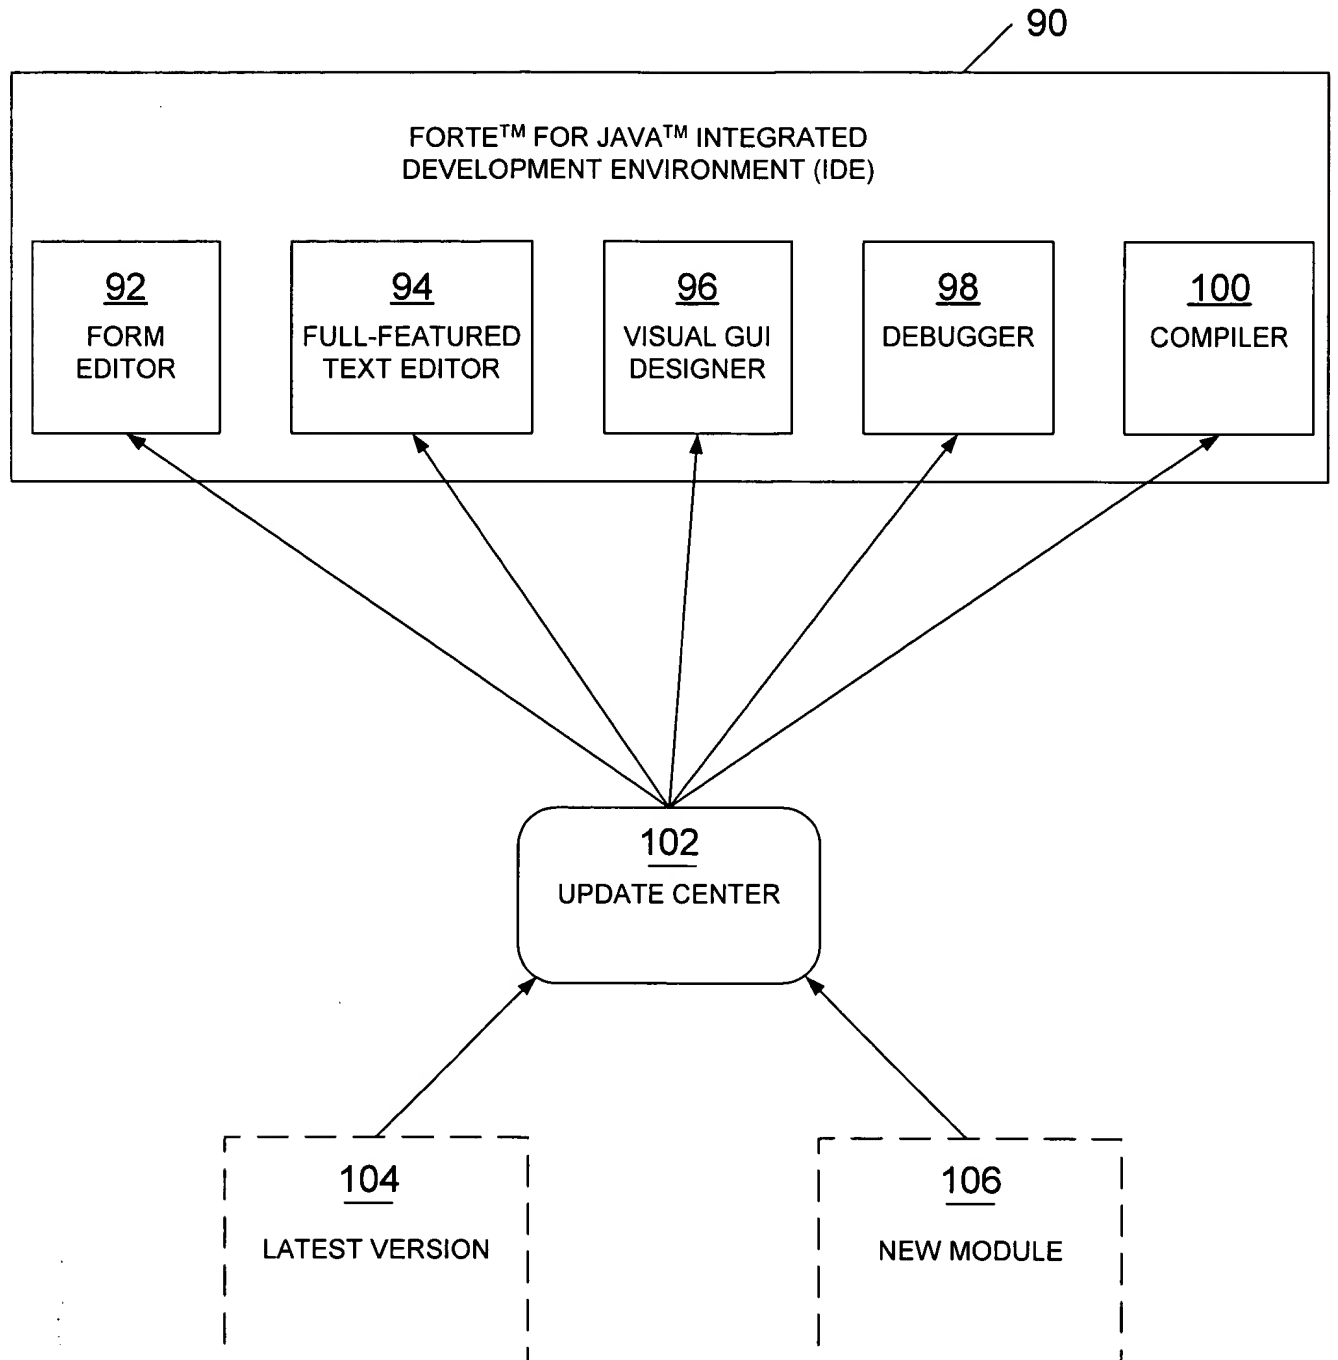 90
FORTE™ FOR JAVA™ INTEGRATED
DEVELOPMENT ENVIRONMENT (IDE)
92
FORM
EDITOR
94
FULL-FEATURED
TEXT EDITOR
96
VISUAL GUI
DESIGNER
98
DEBUGGER
100
COMPILER
102
UPDATE CENTER
104
LATEST VERSION
106
NEW MODULE